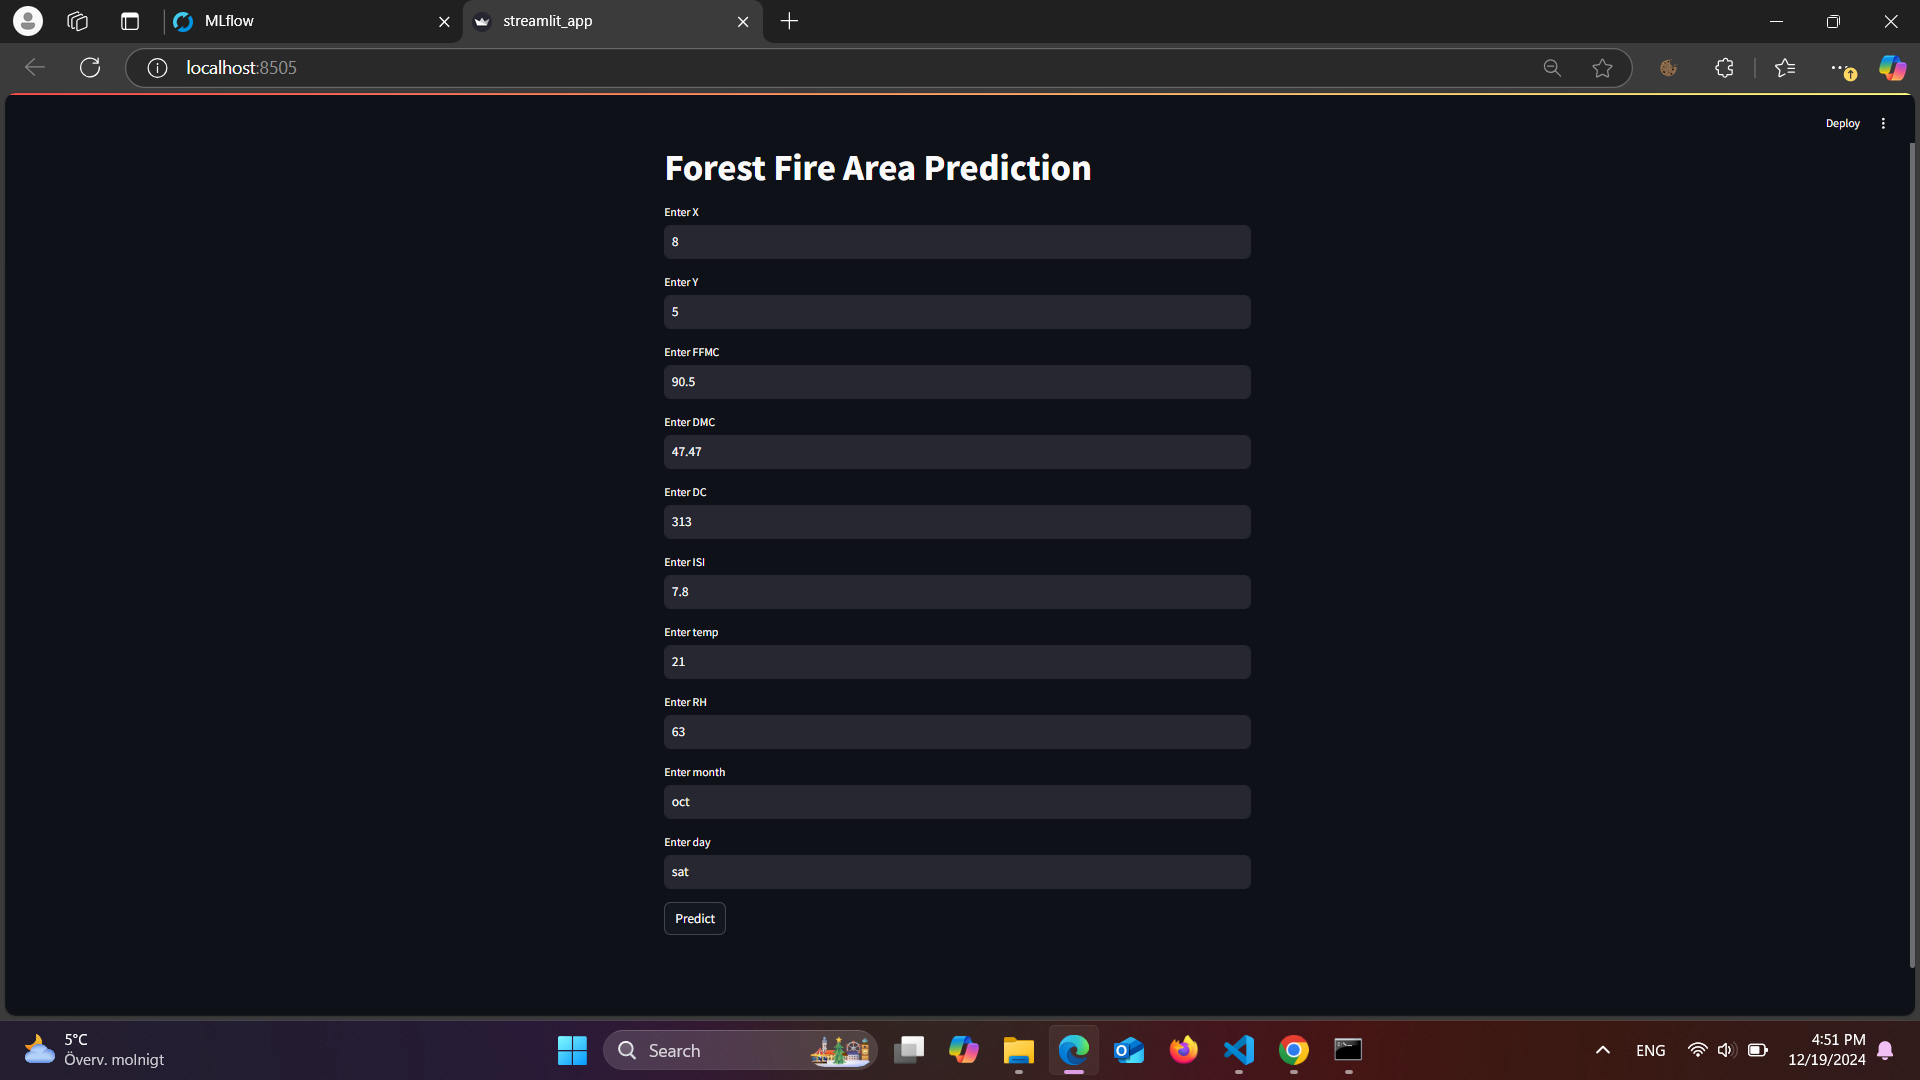 MLflow
streamlit_app
localhost:8505
Deploy
Forest Fire Area Prediction
Enter X
8
Enter Y
5
Enter FFMC
90.5
Enter DMC
47.47
Enter DC
313
Enter ISI
7.8
Enter temp
21
Enter RH
63
Enter month
oct
Enter day
sat
Predict
5°C
Överv. molnigt
Search
ENG
4:51 PM
12/19/2024